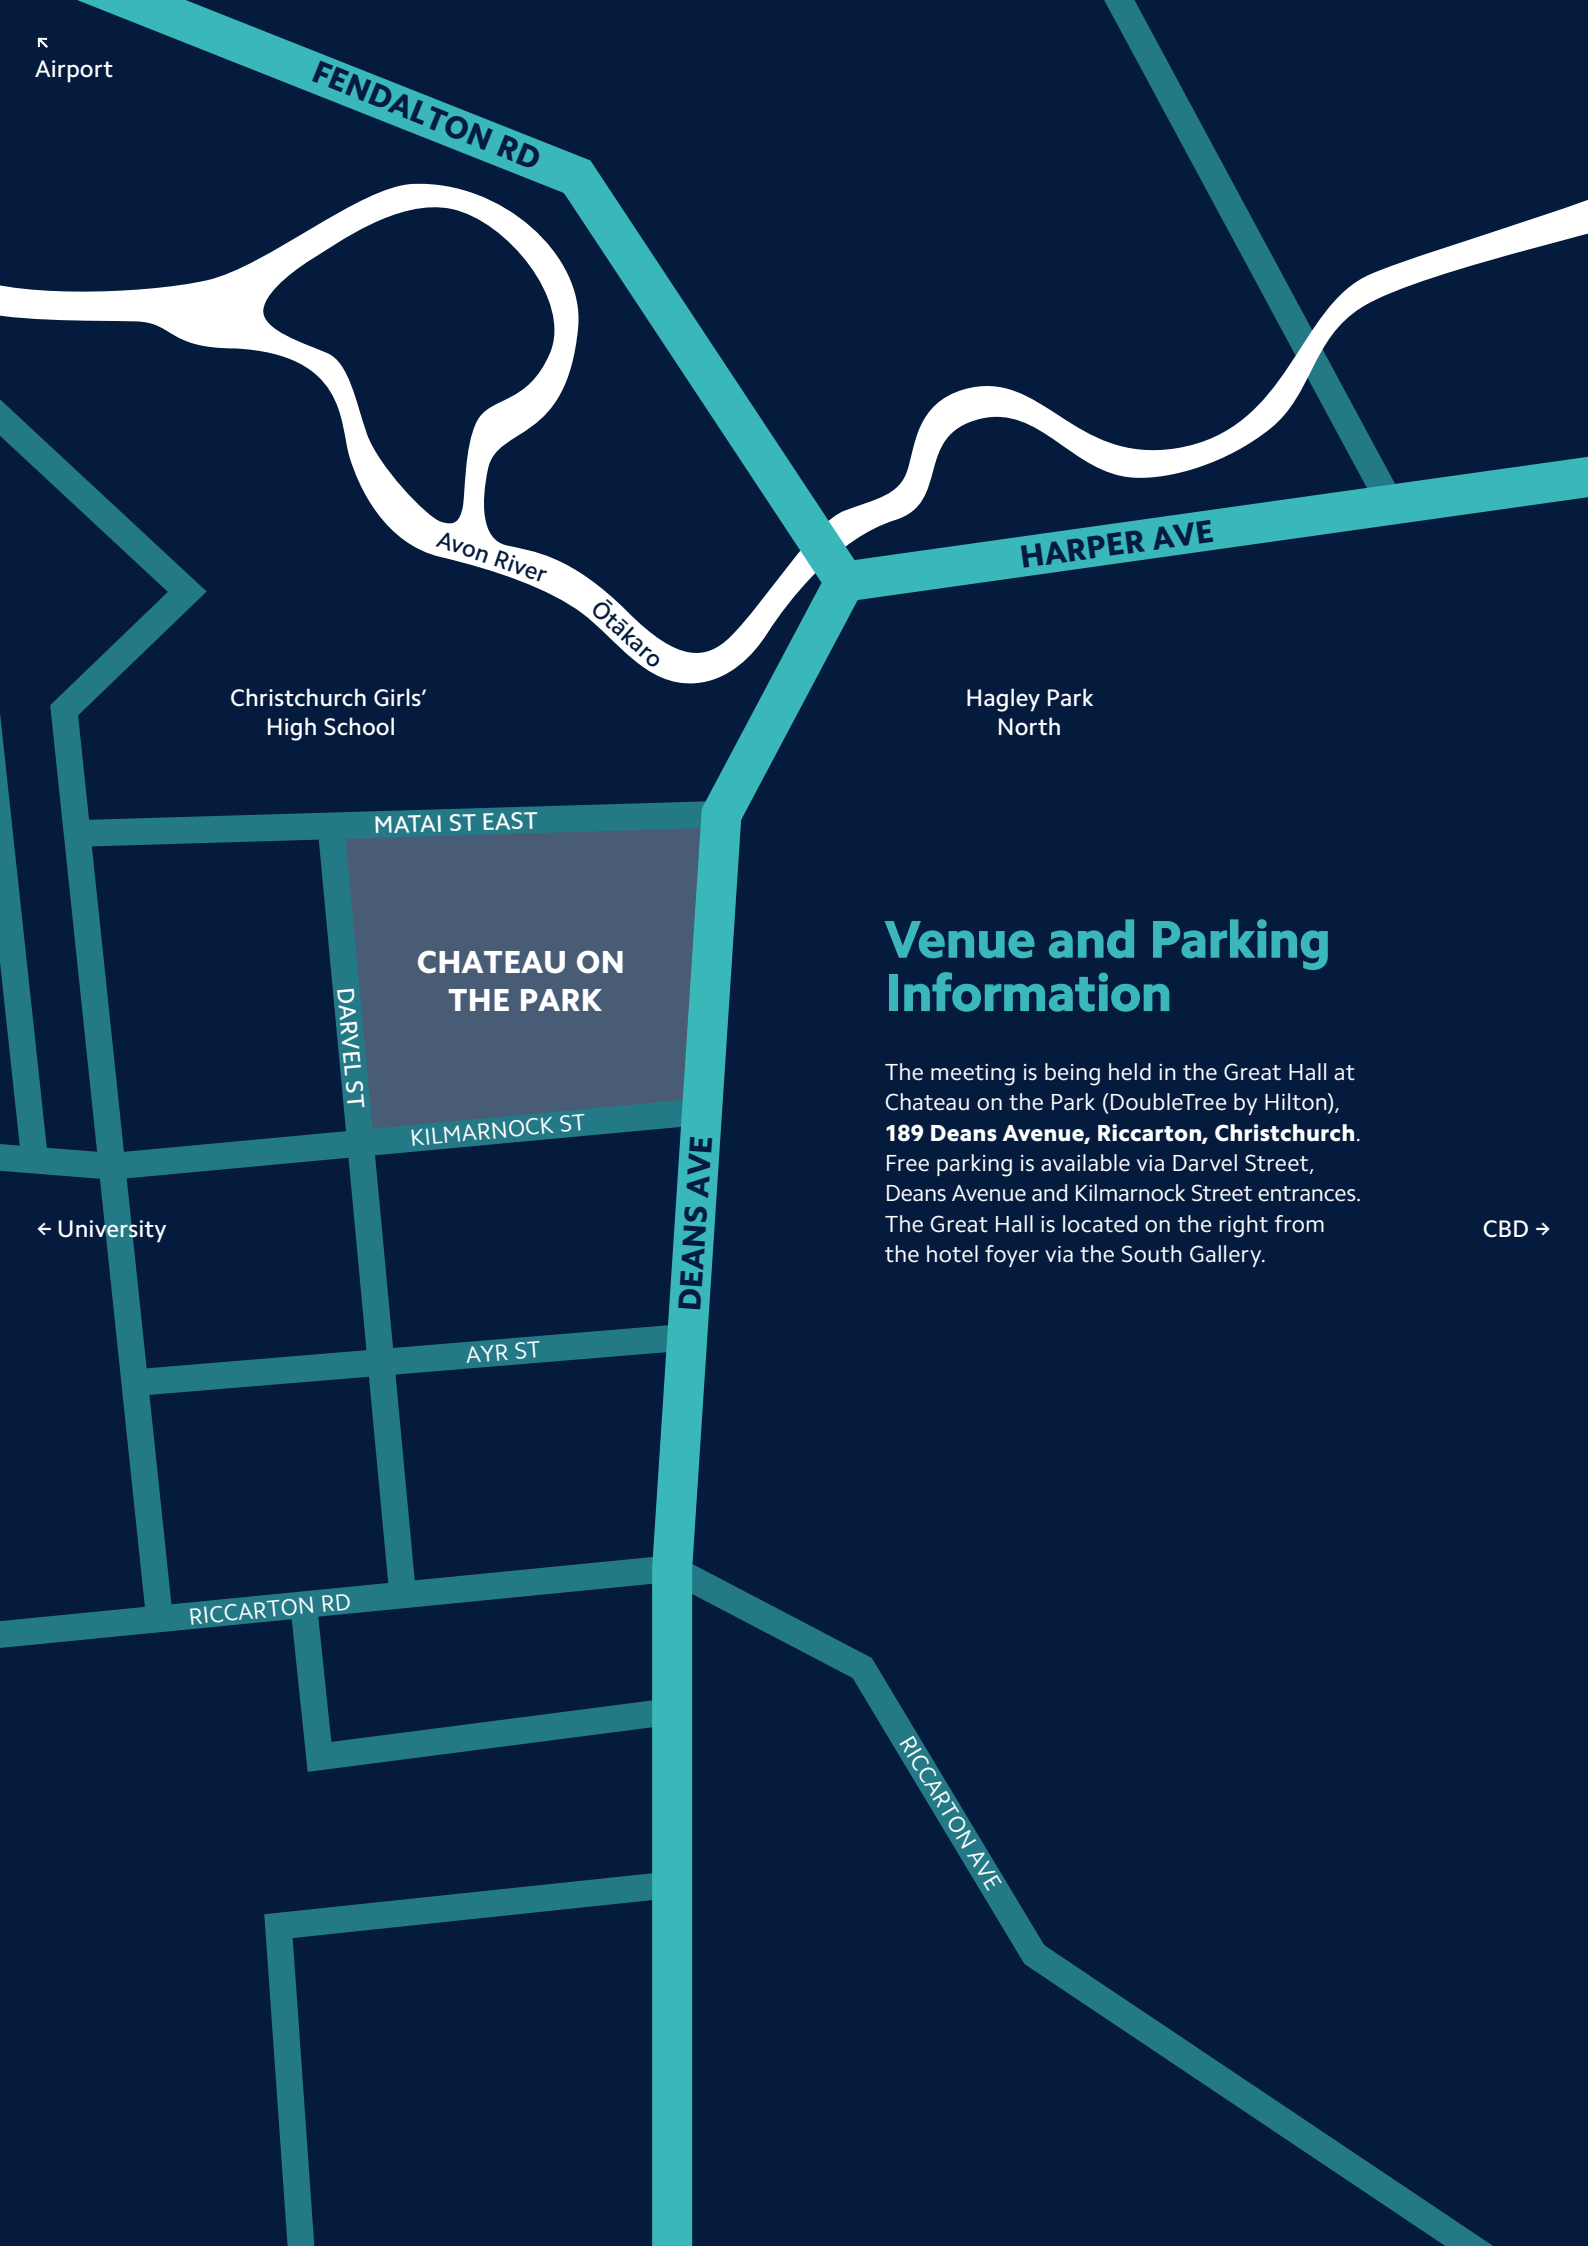 Airport
FENDALTON RD
HARPER AVE
Avon River
Ōtākaro
Christchurch Girls’
High School
Hagley Park
North
MATAI ST EAST
CHATEAU ON
THE PARK
DARVEL ST
KILMARNOCK ST
DEANS AVE
Venue and Parking
Information
The meeting is being held in the Great Hall at
Chateau on the Park (DoubleTree by Hilton),
189 Deans Avenue, Riccarton, Christchurch.
Free parking is available via Darvel Street,
Deans Avenue and Kilmarnock Street entrances.
The Great Hall is located on the right from
the hotel foyer via the South Gallery.
← University
CBD →
AYR ST
RICCARTON RD
RICCARTON AVE